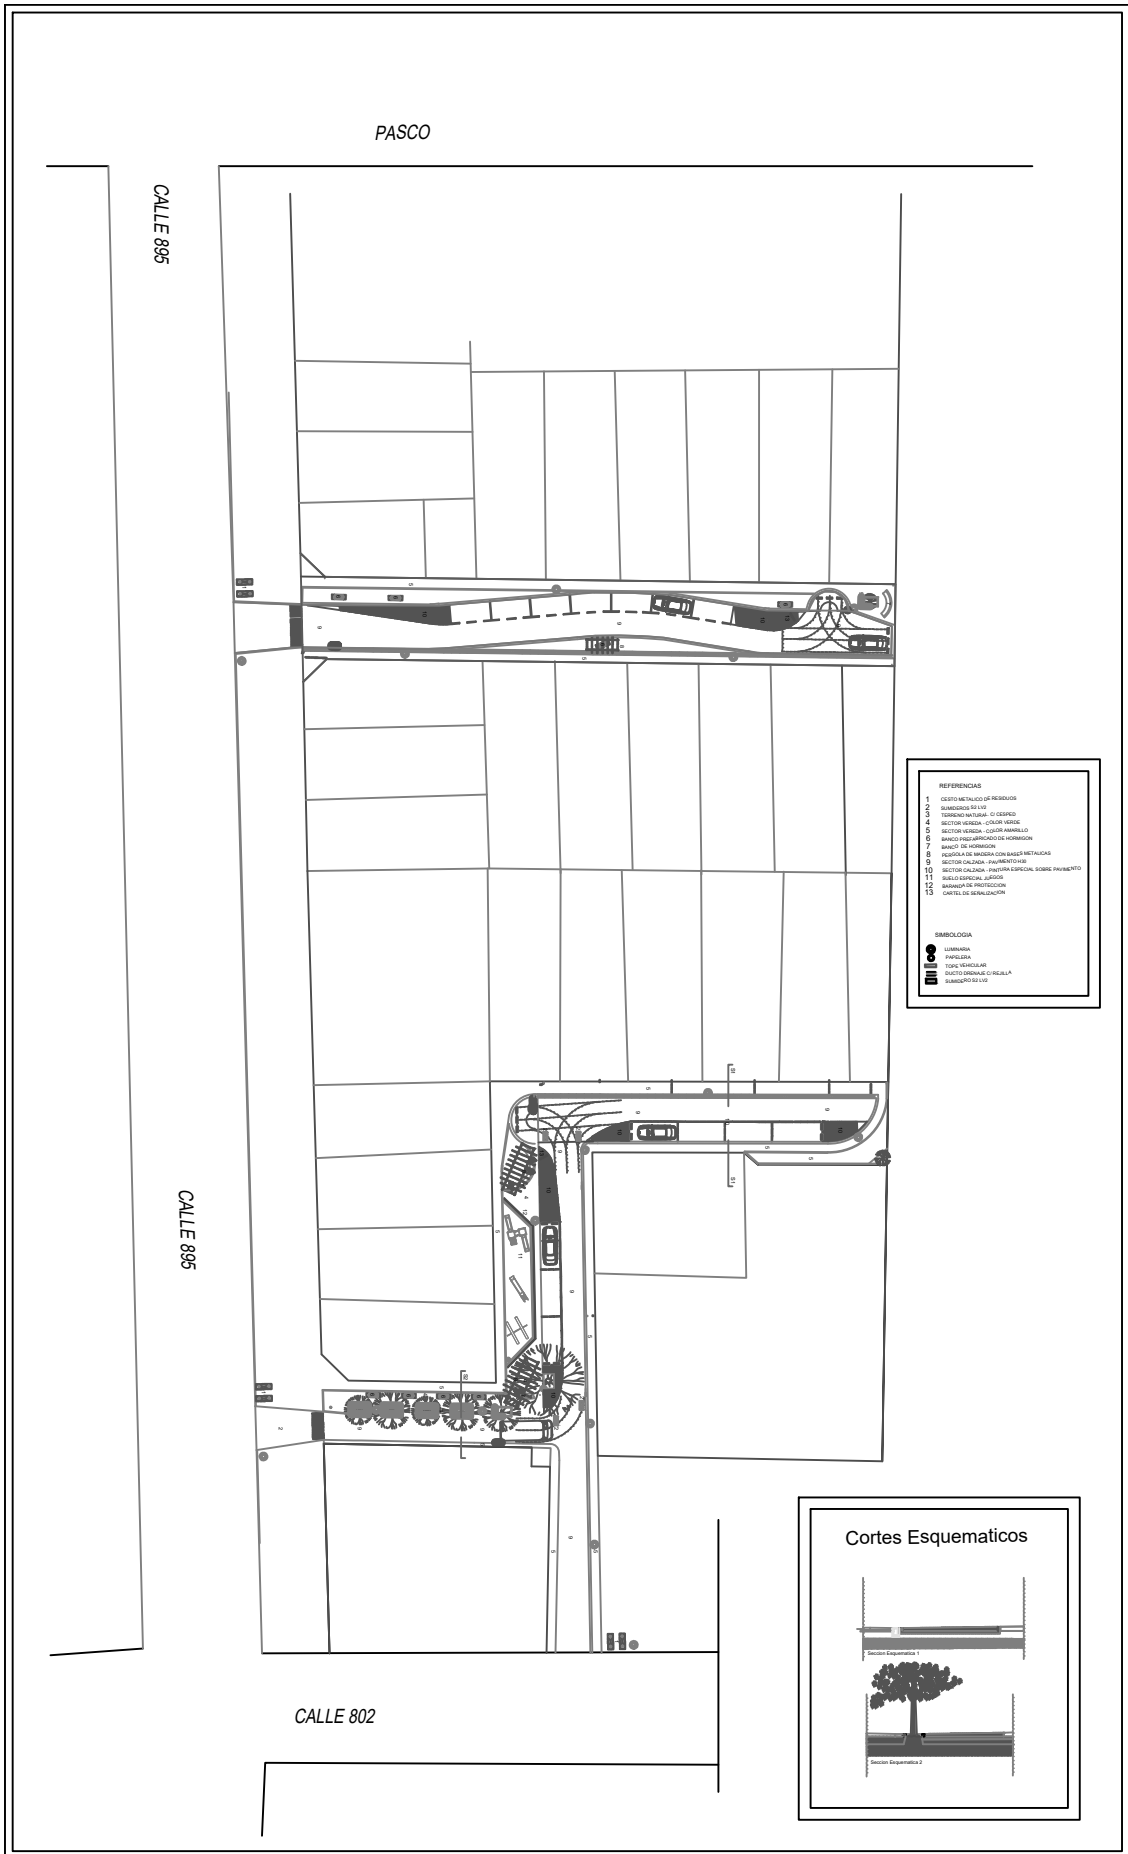 PASCO
CALLE 895
REFERENCIAS
1 CESTO METALICO DE RESIDUOS
2 SUMIDEROS S2 LV2
3 TERRENO NATURAL C/ CESPED
4 SECTOR VEREDA - COLOR VERDE
5 SECTOR VEREDA - COLOR AMARILLO
6 BANCO PREFABRICADO DE HORMIGON
7 BANCO DE HORMIGON
8 PERGOLA DE MADERA CON BASES METALICAS
9 SECTOR CALZADA - PAVIMENTO H30
10 SECTOR CALZADA - PINTURA ESPECIAL SOBRE PAVIMENTO
11 SUELO ESPECIAL JUEGOS
12 BARANDA DE PROTECCION
13 CARTEL DE SEÑALIZACION
SIMBOLOGIA
LUMINARIA
PAPELERA
TOPE VEHICULAR
DUCTO DRENAJE C/ REJILLA
SUMIDERO S2 LV2
S1
S1
CALLE 895
S2
Cortes Esquematicos
Seccion Esquematica 1
CALLE 802
Seccion Esquematica 2